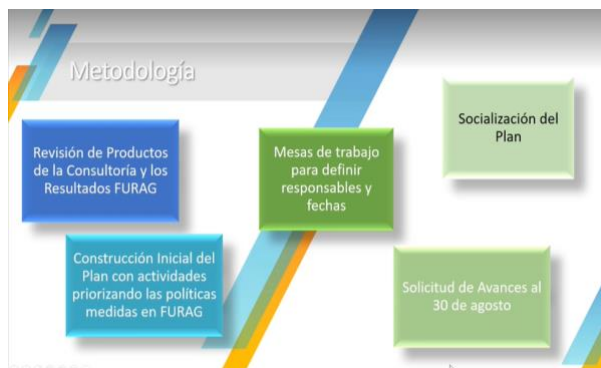 Metodología
Revisión de Productos
de la Consultoría y los
Resultados FURAG
Construcción Inicial del
Plan con actividades
priorizando las políticas
medidas en FURAG
Mesas de trabajo
para definir
responsables y
fechas
Socialización del
Plan
Solicitud de Avances al
30 de agosto